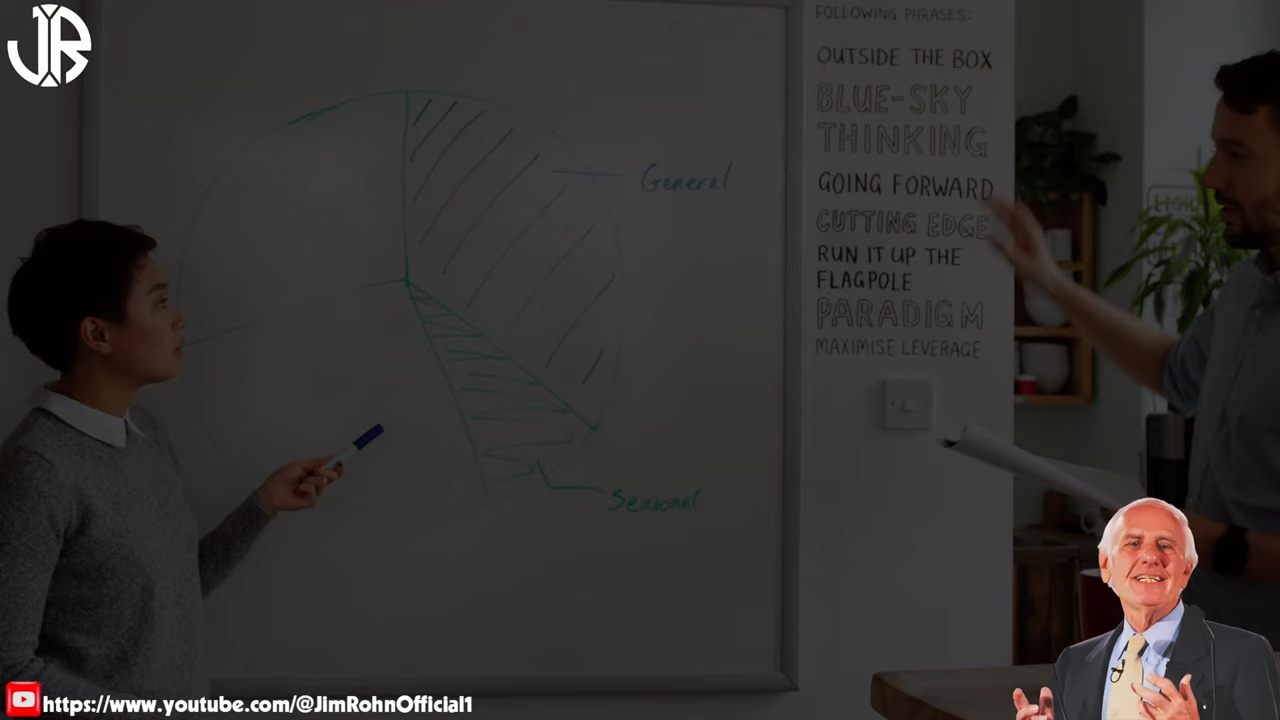 JR
FOLLOWING PHRASES:
OUTSIDE THE BOX
BLUE-SKY
THINKING
GOING FORWARD
CUTTING EDGE
RUN IT UP THE
FLAGPOLE
PARADIGM
MAXIMISE LEVERAGE
General
Seasonal
https://www.youtube.com/@JimRohnOfficial1